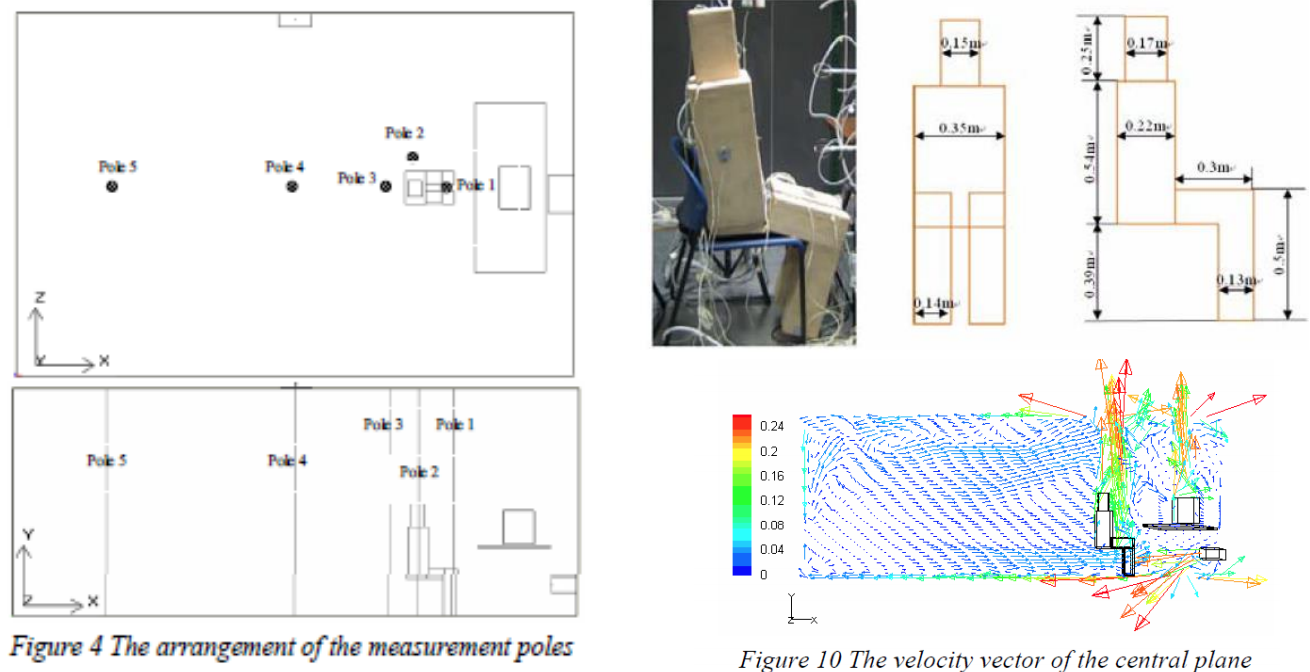 Pole 2
Pole 5
Pole 4
Pole 3
Pole 1
Z
Y
X
Pole 3
Pole 1
Pole 5
Pole 4
Pole 2
Y
Z
X
Figure 4 The arrangement of the measurement poles
0.15m
0.35m
0.14m
0.25m
0.17m
0.54m
0.22m
0.3m
0.39m
0.13m
0.5m
0.24
0.2
0.16
0.12
0.08
0.04
0
Y
Z
X
Figure 10 The velocity vector of the central plane